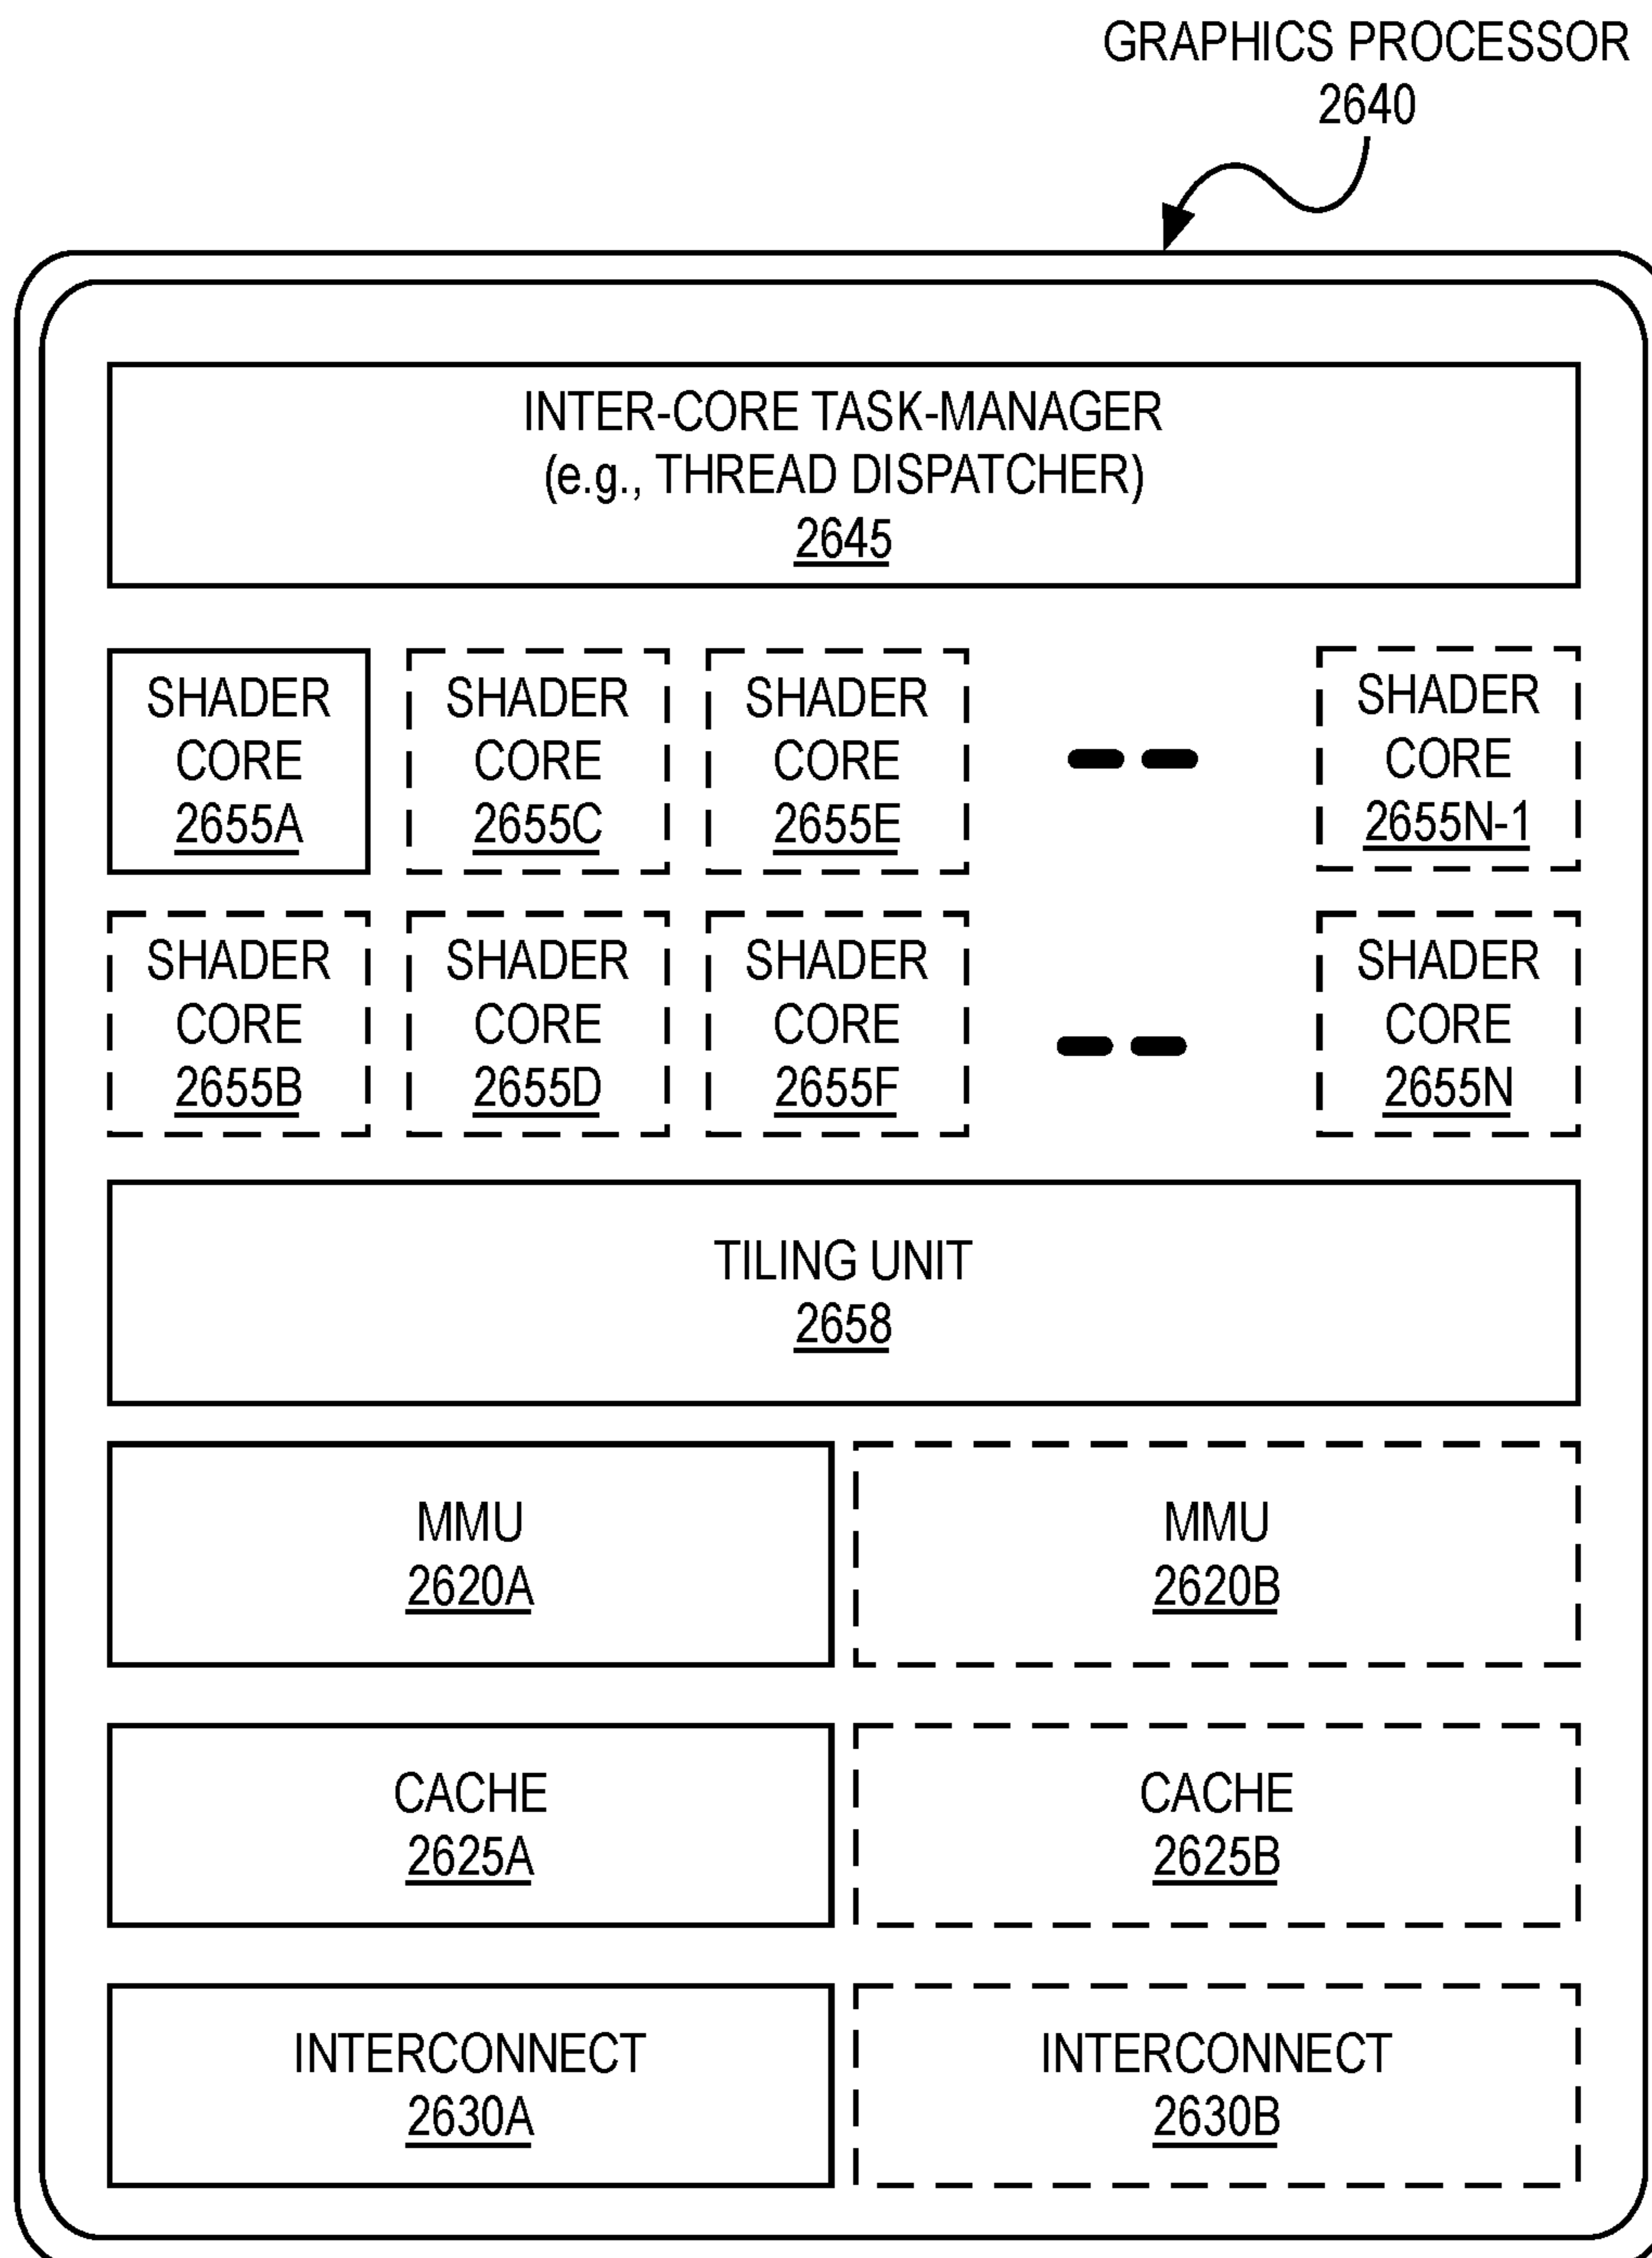 GRAPHICS PROCESSOR
2640
INTER-CORE TASK-MANAGER
(e.g., THREAD DISPATCHER)
2645
SHADER
CORE
2655A
SHADER
CORE
2655C
SHADER
CORE
2655E
SHADER
CORE
2655N-1
SHADER
CORE
2655B
SHADER
CORE
2655D
SHADER
CORE
2655F
SHADER
CORE
2655N
TILING UNIT
2658
MMU
2620A
MMU
2620B
CACHE
2625A
CACHE
2625B
INTERCONNECT
2630A
INTERCONNECT
2630B